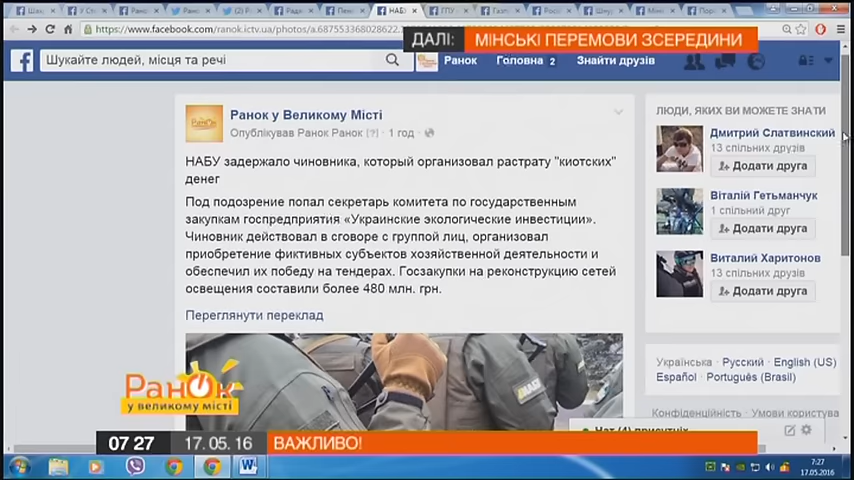 НАБУ
ГПУ
https://www.facebook.com/ranok.ictv.ua/photos/a.687553368028622.
ДАЛІ: МІНСЬКІ ПЕРЕМОВИ ЗСЕРЕДИНИ
Шукайте людей, місця та речі
Ранок
Головна 2
Знайти друзів
Ранок у Великому Місті
Опублікував Ранок Ранок [?] · 1 год ·
НАБУ задержало чиновника, который организовал растрату "киотских"
денег
Под подозрение попал секретарь комитета по государственным
закупкам госпредприятия «Украинские экологические инвестиции».
Чиновник действовал в сговоре с группой лиц, организовал
приобретение фиктивных субъектов хозяйственной деятельности и
обеспечил их победу на тендерах. Госзакупки на реконструкцию сетей
освещения составили более 480 млн. грн.
Переглянути переклад
ЛЮДИ, ЯКИХ ВИ МОЖЕТЕ ЗНАТИ
Дмитрий Слатвинский
13 спільних друзів
Додати друга
Віталій Гетьманчук
1 спільний друг
Додати друга
Виталий Харитонов
13 спільних друзів
Додати друга
Українська · Русский · English (US) ·
Español · Português (Brasil)
Конфіденційність · Умови користува
Чат (4) присутніх
РАНОК
у великому місті
07 27
17.05.16
ВАЖЛИВО!
7:27
17.05.2016